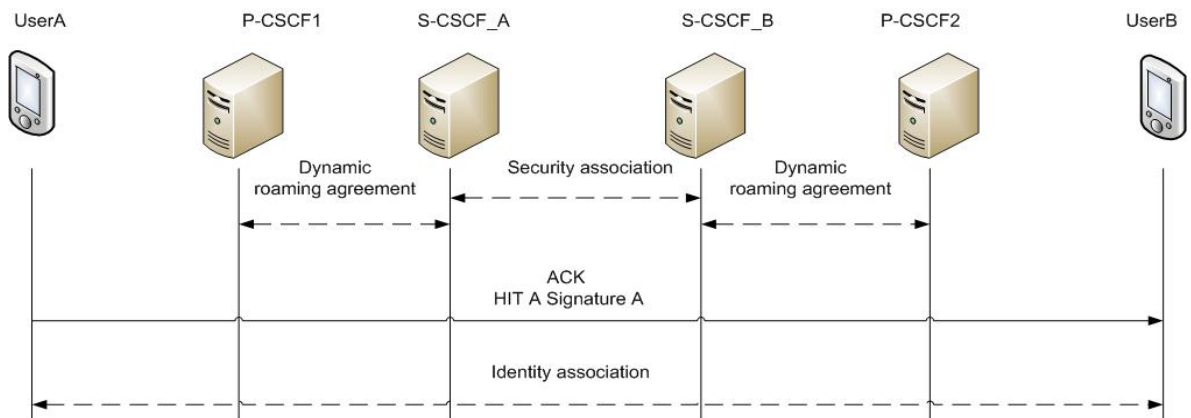 UserA
P-CSCF1
S-CSCF_A
S-CSCF_B
P-CSCF2
UserB
Dynamic
roaming agreement
Security association
Dynamic
roaming agreement
ACK
HIT A Signature A
Identity association